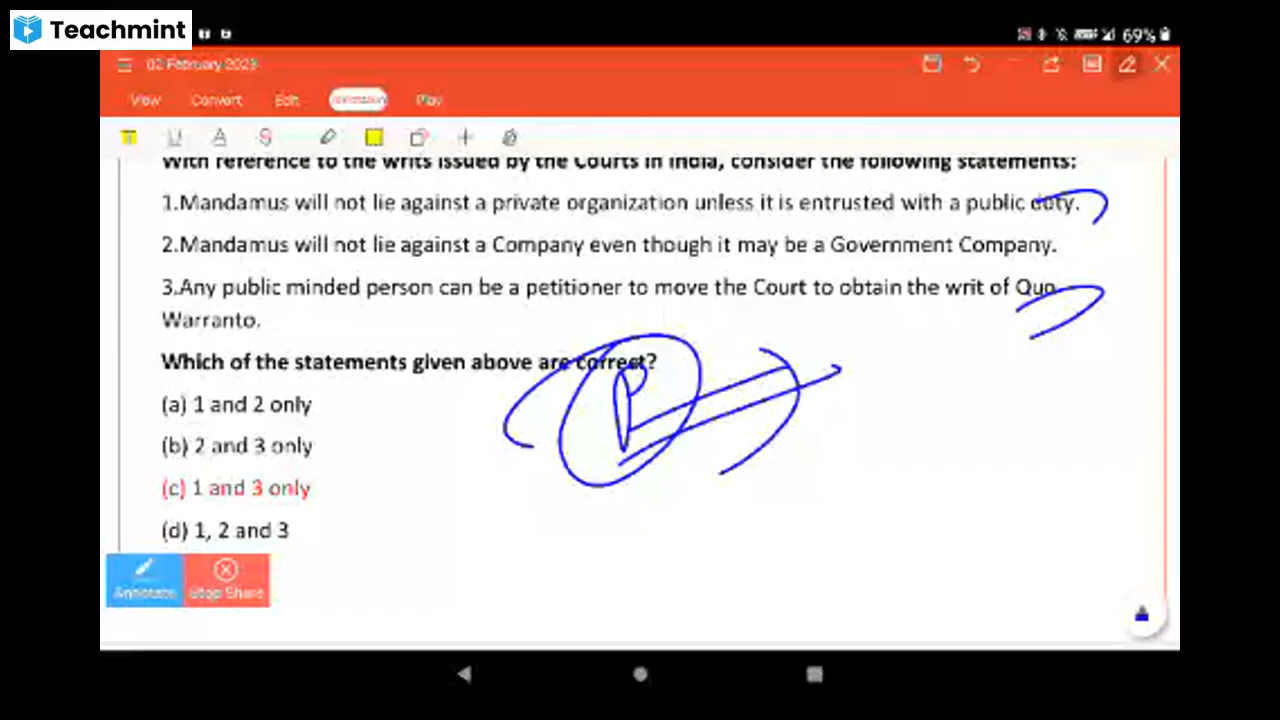 Teachmint
69%
02 February 2023
View Convert Edit Annotation Play
With reference to the writs issued by the Courts in India, consider the following statements:
1.Mandamus will not lie against a private organization unless it is entrusted with a public duty.
2.Mandamus will not lie against a Company even though it may be a Government Company.
3.Any public minded person can be a petitioner to move the Court to obtain the writ of Quo
Warranto.
Which of the statements given above are correct?
(a) 1 and 2 only
(b) 2 and 3 only
(c) 1 and 3 only
(d) 1, 2 and 3
P
Annotate Stop Share